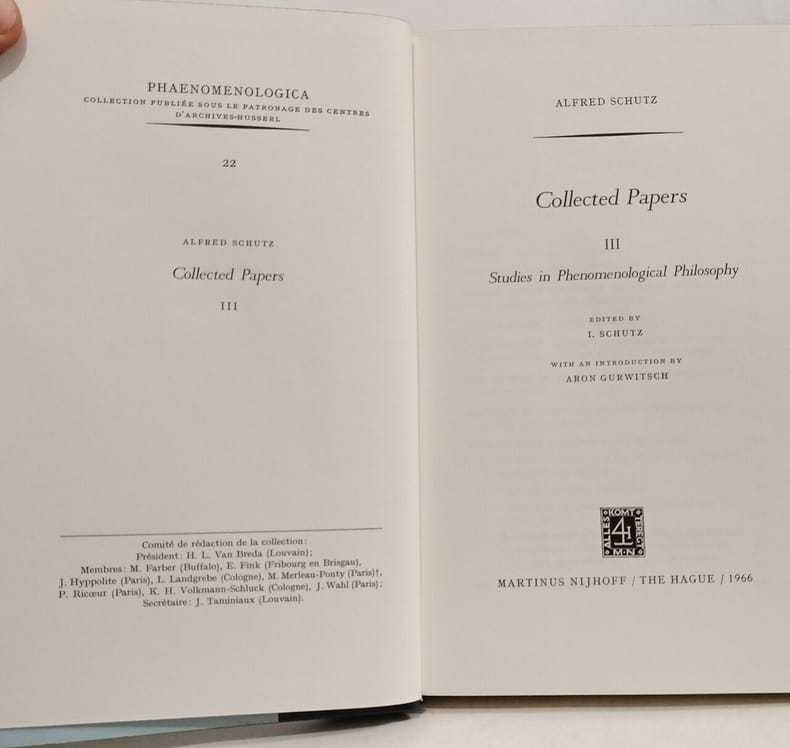 PHAENOMENOLOGICA
COLLECTION PUBLIÉE SOUS LE PATRONAGE DES CENTRES
D'ARCHIVES-HUSSERL
22
ALFRED SCHUTZ
Collected Papers
III
Comité de rédaction de la collection:
Président: H. L. Van Breda (Louvain);
Membres: M. Farber (Buffalo), E. Fink (Fribourg en Brisgau),
J. Hyppolite (Paris), L. Landgrebe (Cologne), M. Merleau-Ponty (Paris)†,
P. Ricœur (Paris), K. H. Volkmann-Schluck (Cologne), J. Wahl (Paris);
Secrétaire: J. Taminiaux (Louvain).
ALFRED SCHUTZ
Collected Papers
III
Studies in Phenomenological Philosophy
EDITED BY
I. SCHUTZ
WITH AN INTRODUCTION BY
ARON GURWITSCH
ALLES KOMT TEREG
M·N
MARTINUS NIJHOFF / THE HAGUE / 1966